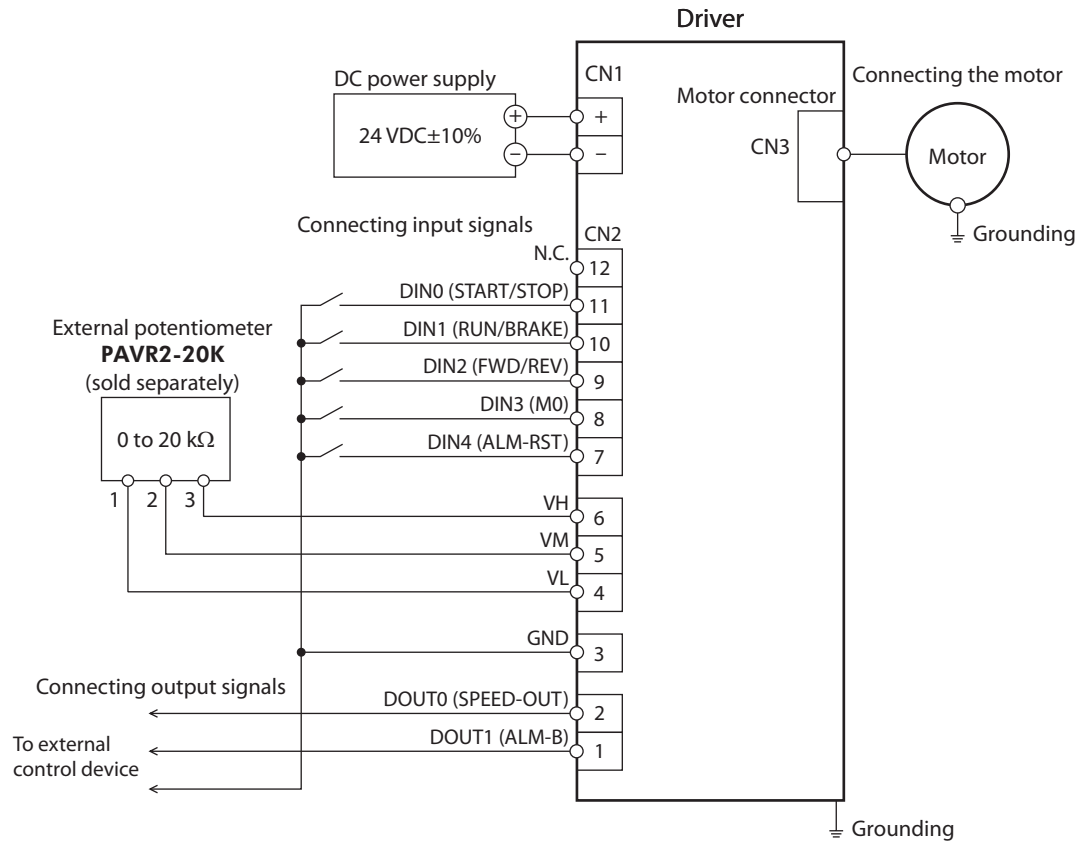 Driver
DC power supply
24 VDC±10%
+
−
CN1
+
−
Motor connector
CN3
Connecting the motor
Motor
Grounding
Connecting input signals
CN2
N.C.
12
DIN0 (START/STOP)
11
DIN1 (RUN/BRAKE)
10
DIN2 (FWD/REV)
9
DIN3 (M0)
8
DIN4 (ALM-RST)
7
External potentiometer
PAVR2-20K
(sold separately)
0 to 20 kΩ
1 2 3
VH
6
VM
5
VL
4
GND
3
Connecting output signals
DOUT0 (SPEED-OUT)
2
DOUT1 (ALM-B)
1
To external
control device
Grounding